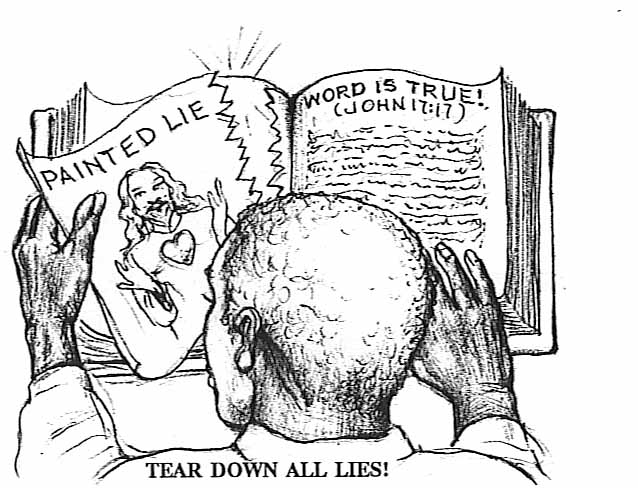 PAINTED LIE
WORD IS TRUE!
(JOHN 17:17)
TEAR DOWN ALL LIES!